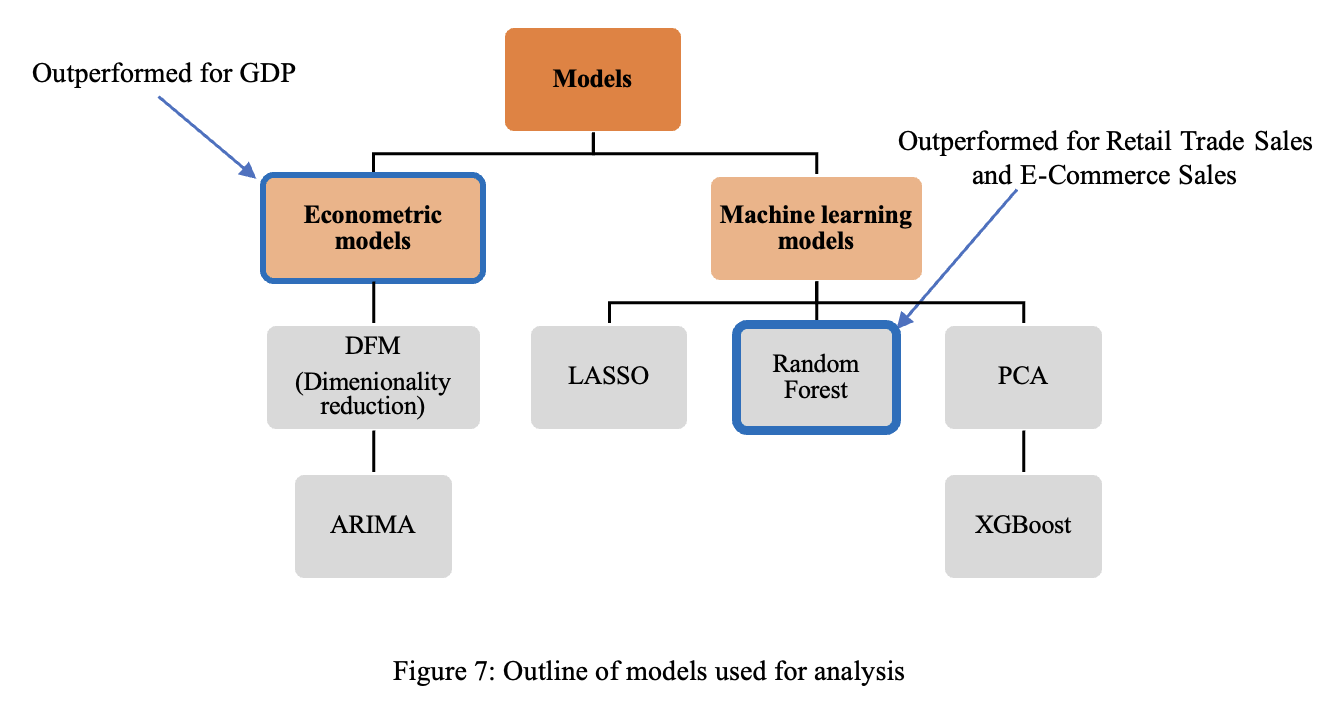 Models
Outperformed for GDP
Outperformed for Retail Trade Sales
and E-Commerce Sales
Econometric
models
Machine learning
models
DFM
(Dimenionality
reduction)
LASSO
Random
Forest
PCA
ARIMA
XGBoost
Figure 7: Outline of models used for analysis